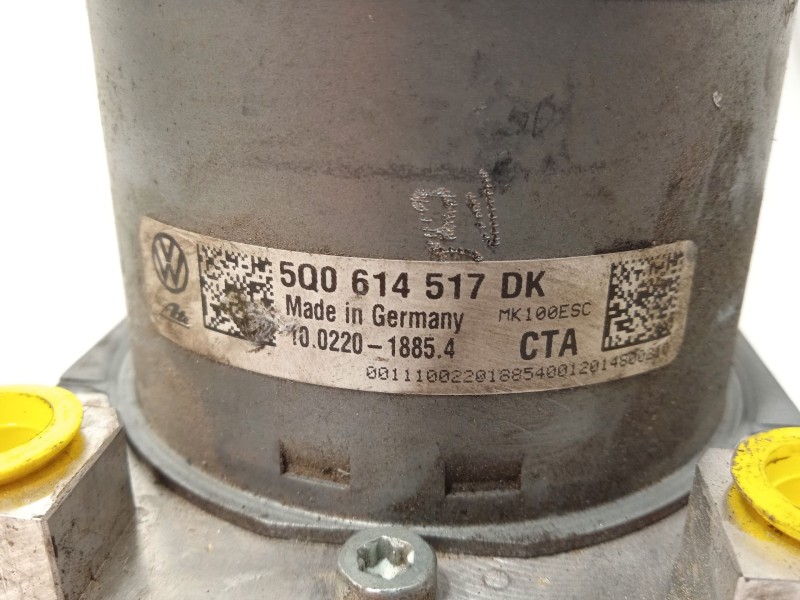 5Q0 614 517 DK
Made in Germany MK100ESC
10.0220-1885.4 CTA